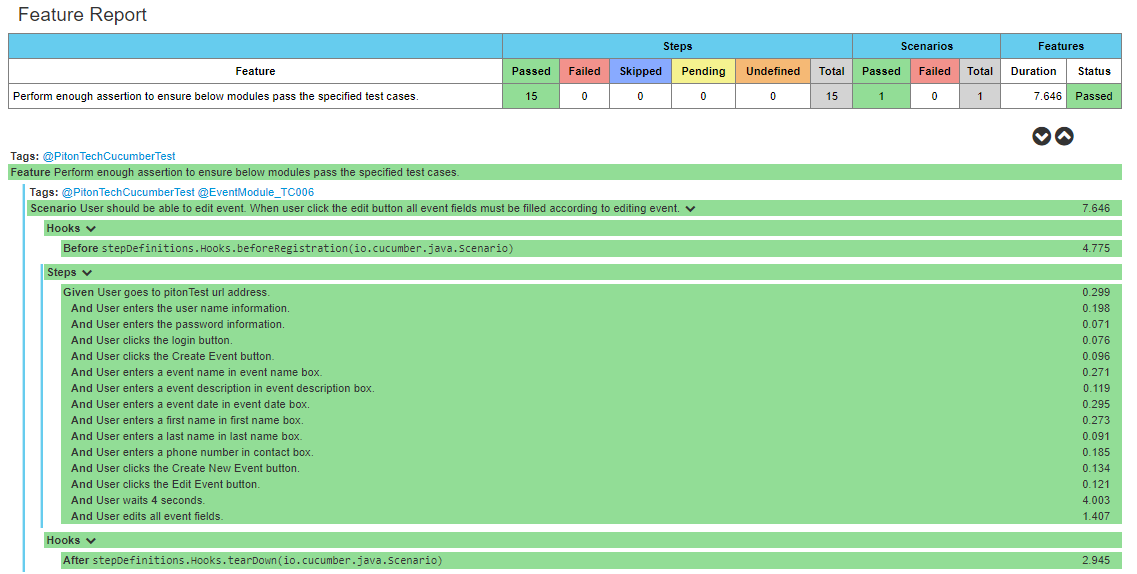 Feature Report
Steps Scenarios Features
Feature Passed Failed Skipped Pending Undefined Total Passed Failed Total Duration Status
Perform enough assertion to ensure below modules pass the specified test cases. 15 0 0 0 0 15 1 0 1 7.646 Passed
Tags: @PitonTechCucumberTest
Feature Perform enough assertion to ensure below modules pass the specified test cases.
Tags: @PitonTechCucumberTest @EventModule_TC006
Scenario User should be able to edit event. When user click the edit button all event fields must be filled according to editing event. 7.646
Hooks
Before stepDefinitions.Hooks.beforeRegistration(io.cucumber.java.Scenario) 4.775
Steps
Given User goes to pitonTest url address. 0.299
And User enters the user name information. 0.198
And User enters the password information. 0.071
And User clicks the login button. 0.076
And User clicks the Create Event button. 0.096
And User enters a event name in event name box. 0.271
And User enters a event description in event description box. 0.119
And User enters a event date in event date box. 0.295
And User enters a first name in first name box. 0.273
And User enters a last name in last name box. 0.091
And User enters a phone number in contact box. 0.185
And User clicks the Create New Event button. 0.134
And User clicks the Edit Event button. 0.121
And User waits 4 seconds. 4.003
And User edits all event fields. 1.407
Hooks
After stepDefinitions.Hooks.tearDown(io.cucumber.java.Scenario) 2.945